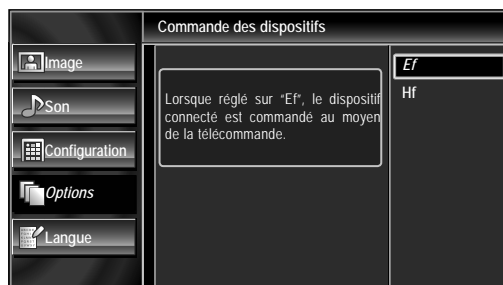 Commande des dispositifs
Image
Son
Configuration
Options
Langue
Lorsque réglé sur “Ef”, le dispositif
connecté est commandé au moyen
de la télécommande.
Ef
Hf